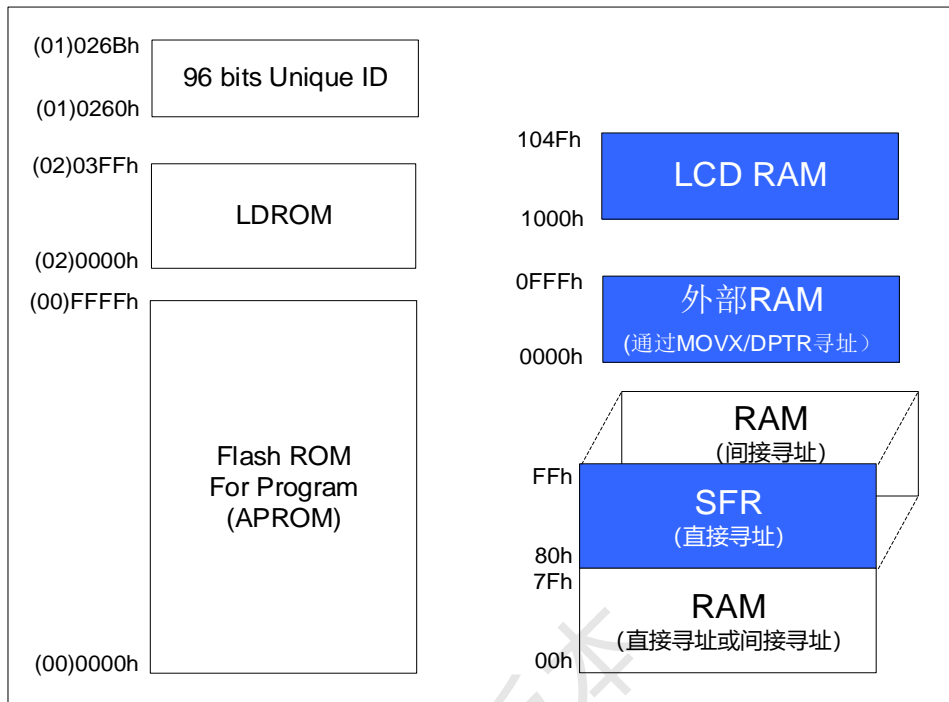 (01)026Bh
96 bits Unique ID
(01)0260h
(02)03FFh
LDROM
(02)0000h
(00)FFFFh
Flash ROM
For Program
(APROM)
(00)0000h
104Fh
LCD RAM
1000h
0FFFh
外部RAM
(通过MOVX/DPTR寻址）
0000h
RAM
(间接寻址)
FFh
SFR
(直接寻址)
80h
7Fh
RAM
(直接寻址或间接寻址)
00h
本